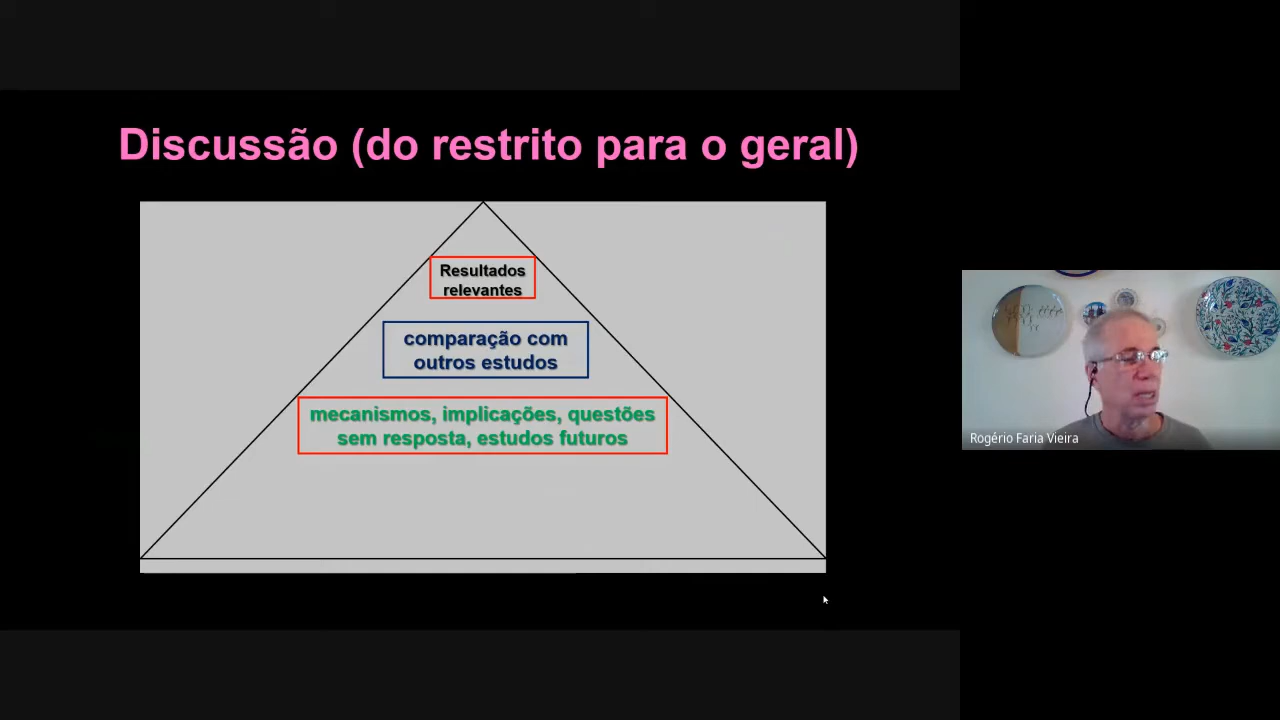 Discussão (do restrito para o geral)
Resultados
relevantes
comparação com
outros estudos
mecanismos, implicações, questões
sem resposta, estudos futuros
Rogério Faria Vieira